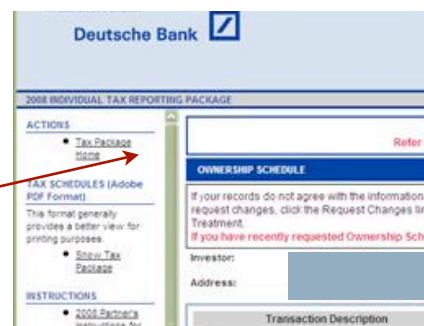 Deutsche Bank
2008 INDIVIDUAL TAX REPORTING PACKAGE
ACTIONS
Tax Package
Home
TAX SCHEDULES (Adobe
PDF Format)
This format generally
provides a better view for
printing purposes.
Show Tax
Package
INSTRUCTIONS
2008 Partner's
Instructions for
Refer
OWNERSHIP SCHEDULE
If your records do not agree with the information
request changes, click the Request Changes
Treatment.
If you have recently requested Ownership Sch
Investor:
Address:
Transaction Description